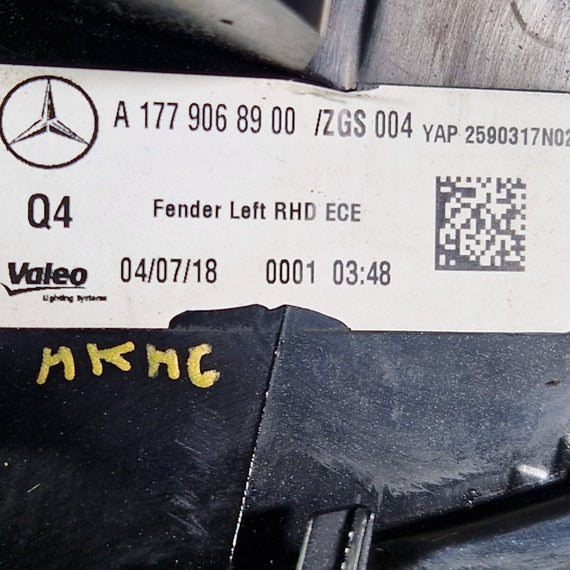 A 177 906 89 00 /ZGS 004 YAP 2590317N02
Q4 Fender Left RHD ECE
Valeo 04/07/18 0001 03:48
Lighting Systems
MKMG